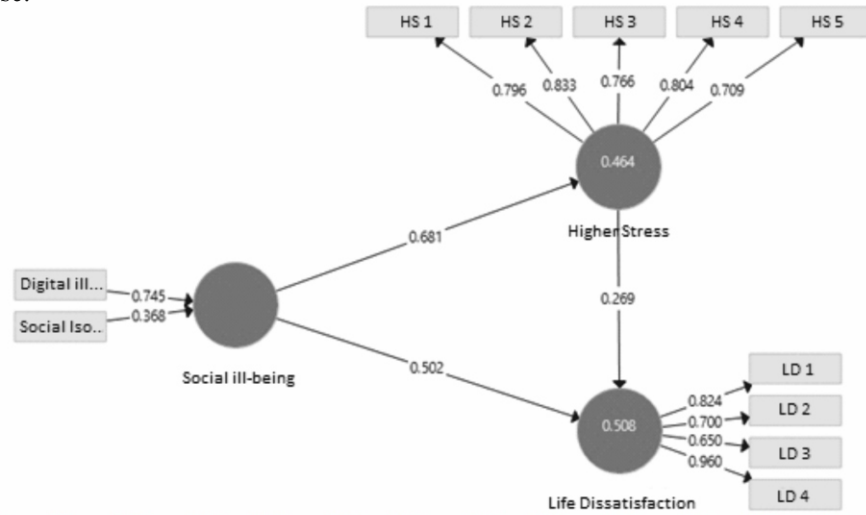 HS 1
HS 2
HS 3
HS 4
HS 5
0.796
0.833
0.766
0.804
0.709
0.464
Higher Stress
0.681
Digital ill...
0.745
Social Iso..
0.368
0.269
Social ill-being
0.502
LD 1
0.824
LD 2
0.700
0.508
0.650
LD 3
0.960
LD 4
Life Dissatisfaction